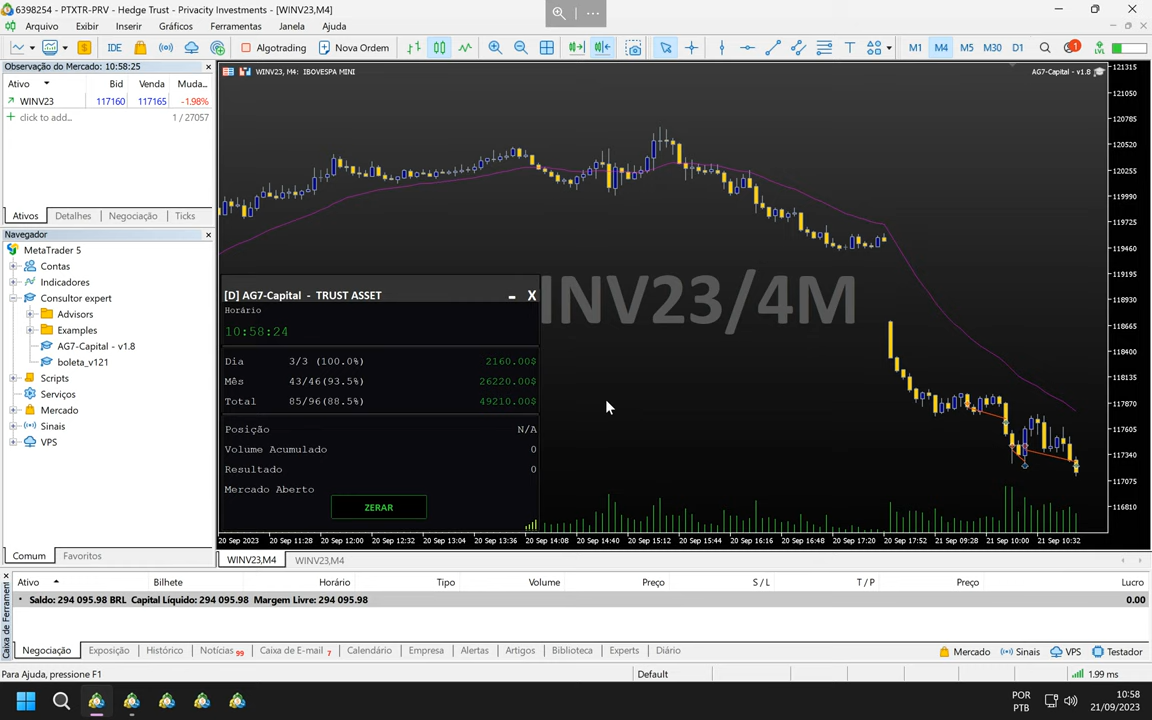 6398254 - PTXTR-PRV - Hedge Trust - Privacity Investments - [WINV23,M4]
Arquivo Exibir Inserir Gráficos Ferramentas Janela Ajuda
IDE Algotrading Nova Ordem M1 M4 M5 M30 D1 1 LVL
Observação do Mercado: 10:58:25
Ativo Bid Venda Muda...
WINV23 117160 117165 -1.98%
click to add... 1 / 27057
Ativos Detalhes Negociação Ticks
Navegador
MetaTrader 5
Contas
Indicadores
Consultor expert
Advisors
Examples
AG7-Capital - v1.8
boleta_v121
Scripts
Serviços
Mercado
Sinais
VPS
Comum Favoritos
WINV23, M4: IBOVESPA MINI
AG7-Capital - v1.8
WINV23/4M
[D] AG7-Capital - TRUST ASSET
Horário
10:58:24
Dia 3/3 (100.0%) 2160.00$
Mês 43/46(93.5%) 26220.00$
Total 85/96(88.5%) 49210.00$
Posição N/A
Volume Acumulado 0
Resultado 0
Mercado Aberto
ZERAR
121315
121050
120785
120520
120255
119990
119725
119460
119195
118930
118665
118400
118135
117870
117605
117340
117075
116810
20 Sep 2023 20 Sep 11:28 20 Sep 12:00 20 Sep 12:32 20 Sep 13:04 20 Sep 13:36 20 Sep 14:08 20 Sep 14:40 20 Sep 15:12 20 Sep 15:44 20 Sep 16:16 20 Sep 16:48 20 Sep 17:20 20 Sep 17:52 21 Sep 09:28 21 Sep 10:00 21 Sep 10:32
WINV23,M4 WINV23,M4
Caixa de Ferrament
Ativo Bilhete Horário Tipo Volume Preço S / L T / P Preço Lucro
Saldo: 294 095.98 BRL Capital Líquido: 294 095.98 Margem Livre: 294 095.98 0.00
Negociação Exposição Histórico Notícias 99 Caixa de E-mail 7 Calendário Empresa Alertas Artigos Biblioteca Experts Diário
Mercado Sinais VPS Testador
Para Ajuda, pressione F1 Default 1.99 ms
POR
PTB
10:58
21/09/2023